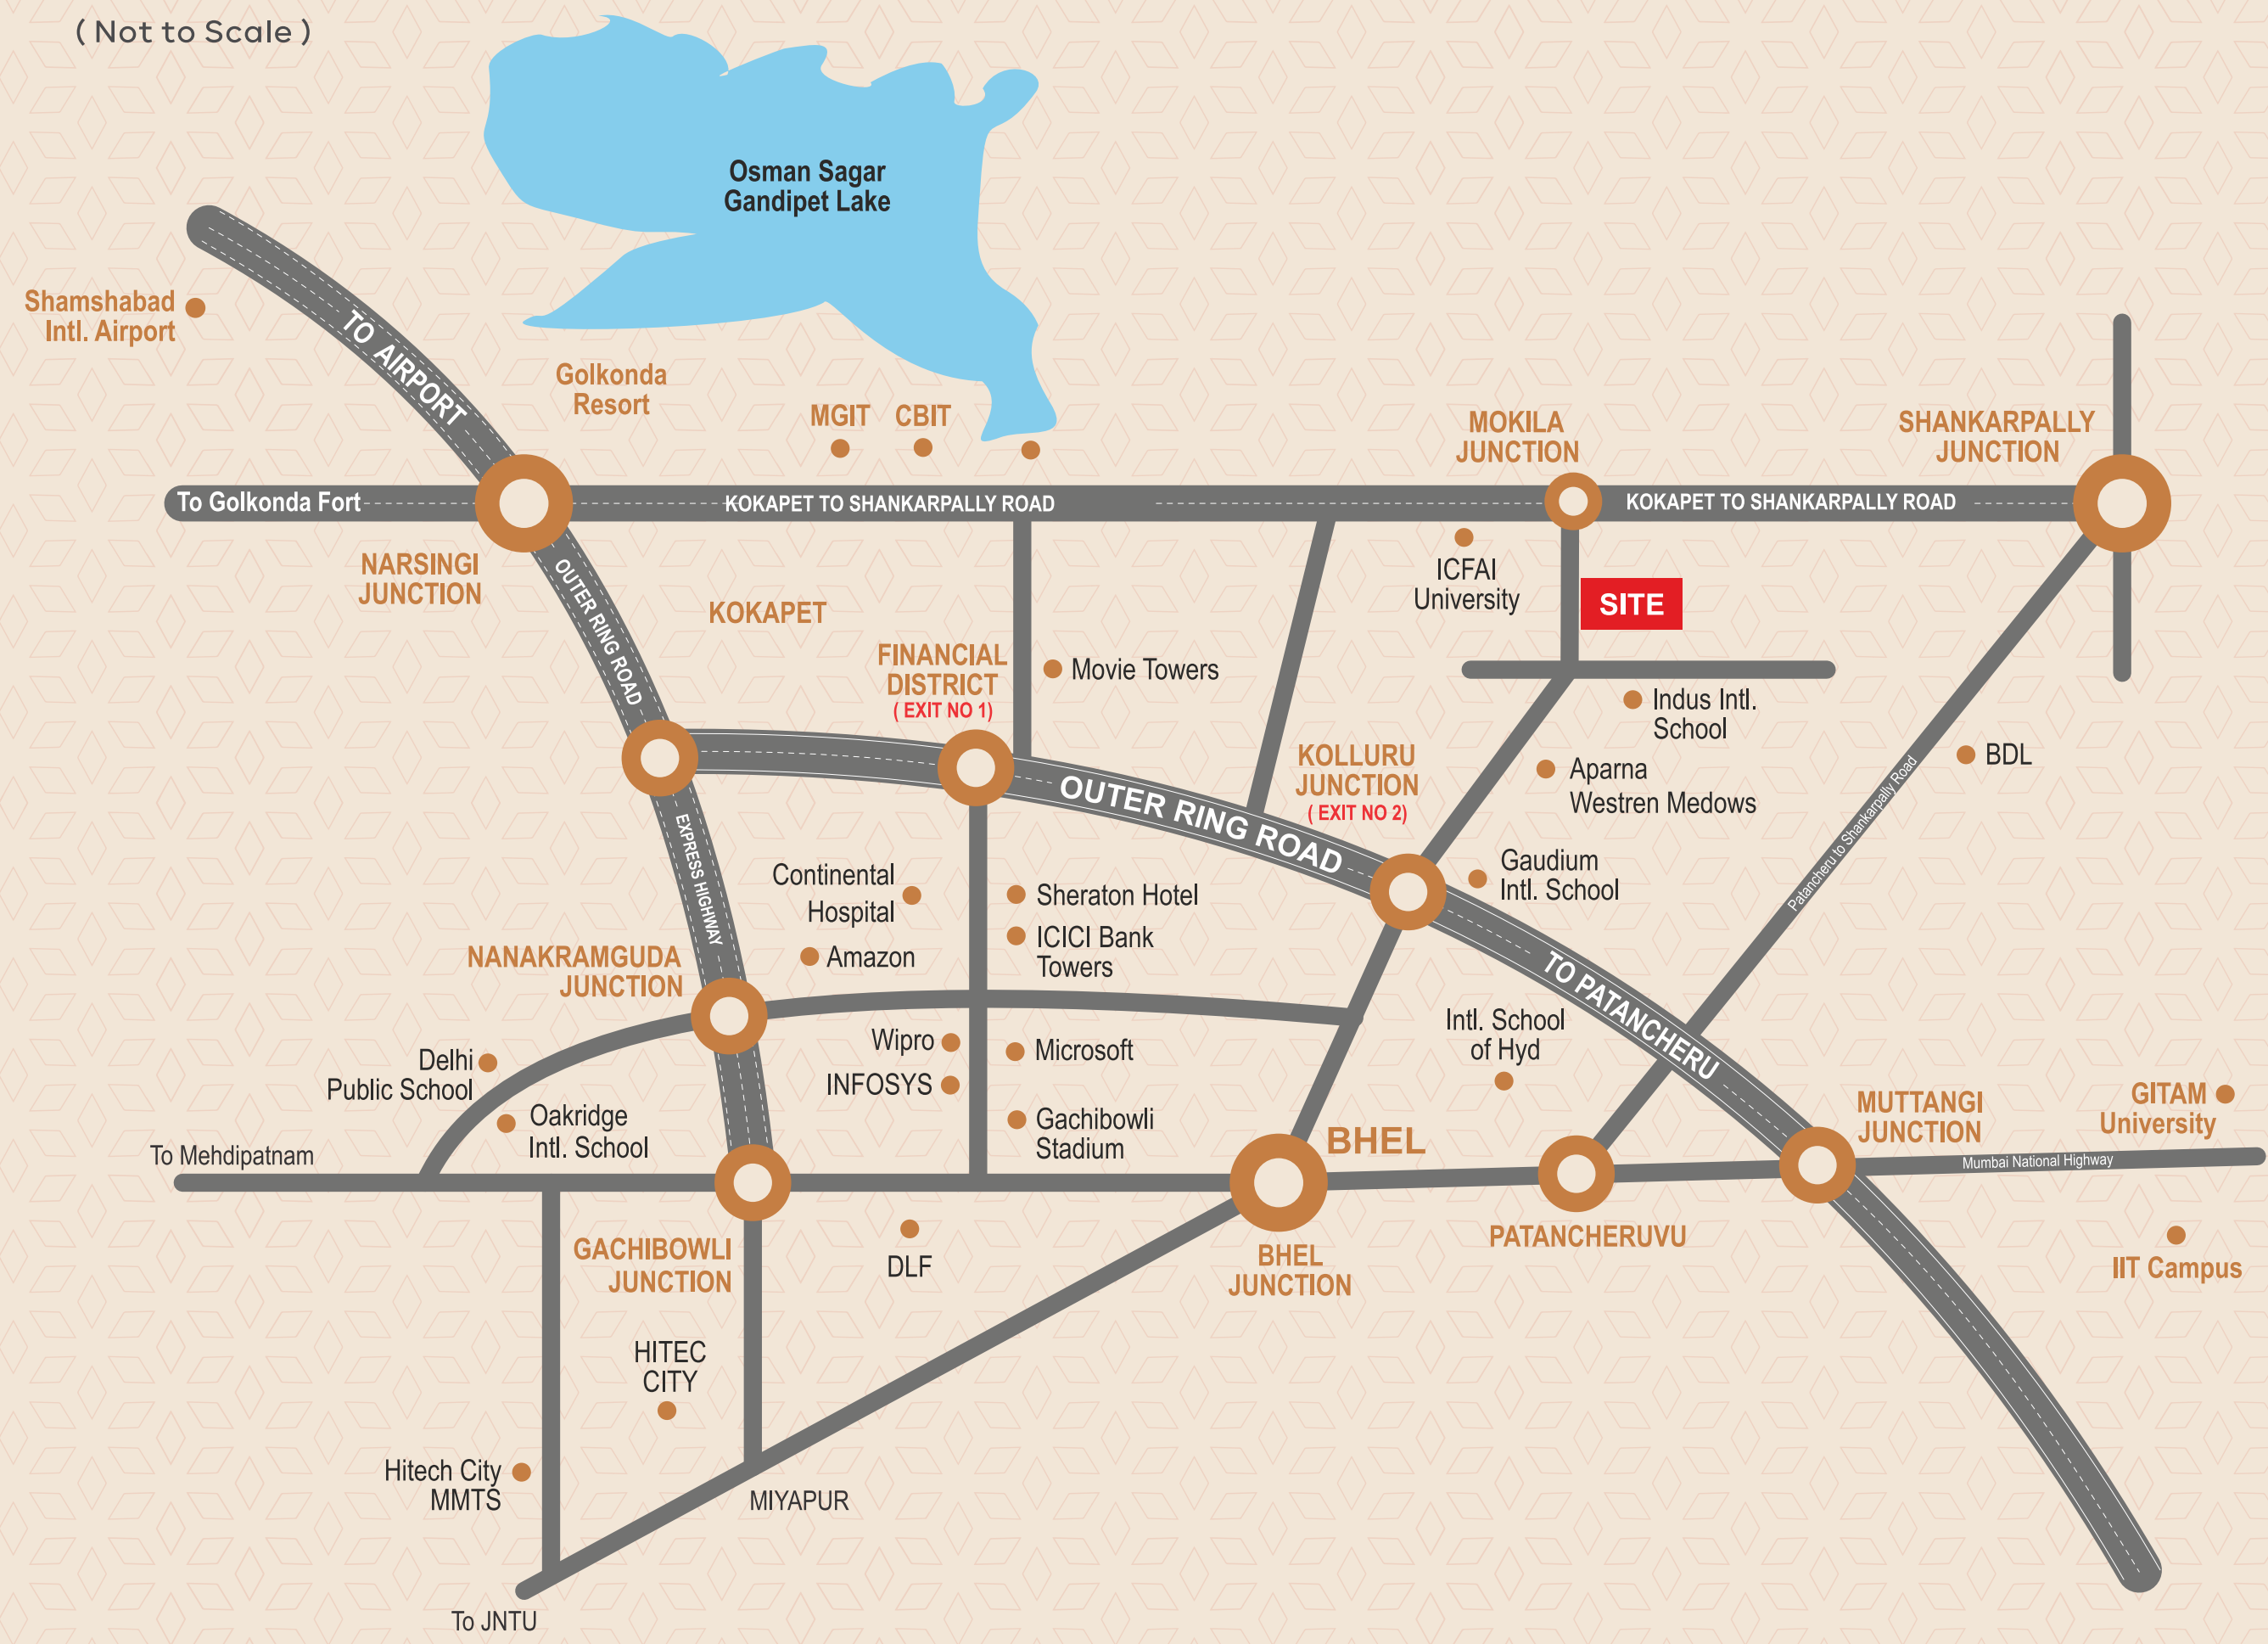 ( Not to Scale )
Osman Sagar
Gandipet Lake
Shamshabad
Intl. Airport
TO AIRPORT
Golkonda
Resort
MGIT
CBIT
MOKILA
JUNCTION
SHANKARPALLY
JUNCTION
To Golkonda Fort
KOKAPET TO SHANKARPALLY ROAD
KOKAPET TO SHANKARPALLY ROAD
NARSINGI
JUNCTION
OUTER RING ROAD
KOKAPET
ICFAI
University
SITE
FINANCIAL
DISTRICT
( EXIT NO 1)
Movie Towers
Indus Intl.
School
KOLLURU
JUNCTION
( EXIT NO 2)
Aparna
Westren Medows
BDL
Patancheru to Shankarpally Road
OUTER RING ROAD
EXPRESS HIGHWAY
Continental
Hospital
Sheraton Hotel
Gaudium
Intl. School
ICICI Bank
Towers
Amazon
NANAKRAMGUDA
JUNCTION
TO PATANCHERU
Intl. School
of Hyd
Wipro
Microsoft
INFOSYS
Delhi
Public School
Oakridge
Intl. School
Gachibowli
Stadium
BHEL
MUTTANGI
JUNCTION
GITAM
University
To Mehdipatnam
Mumbai National Highway
GACHIBOWLI
JUNCTION
DLF
BHEL
JUNCTION
PATANCHERUVU
IIT Campus
HITEC
CITY
Hitech City
MMTS
MIYAPUR
To JNTU